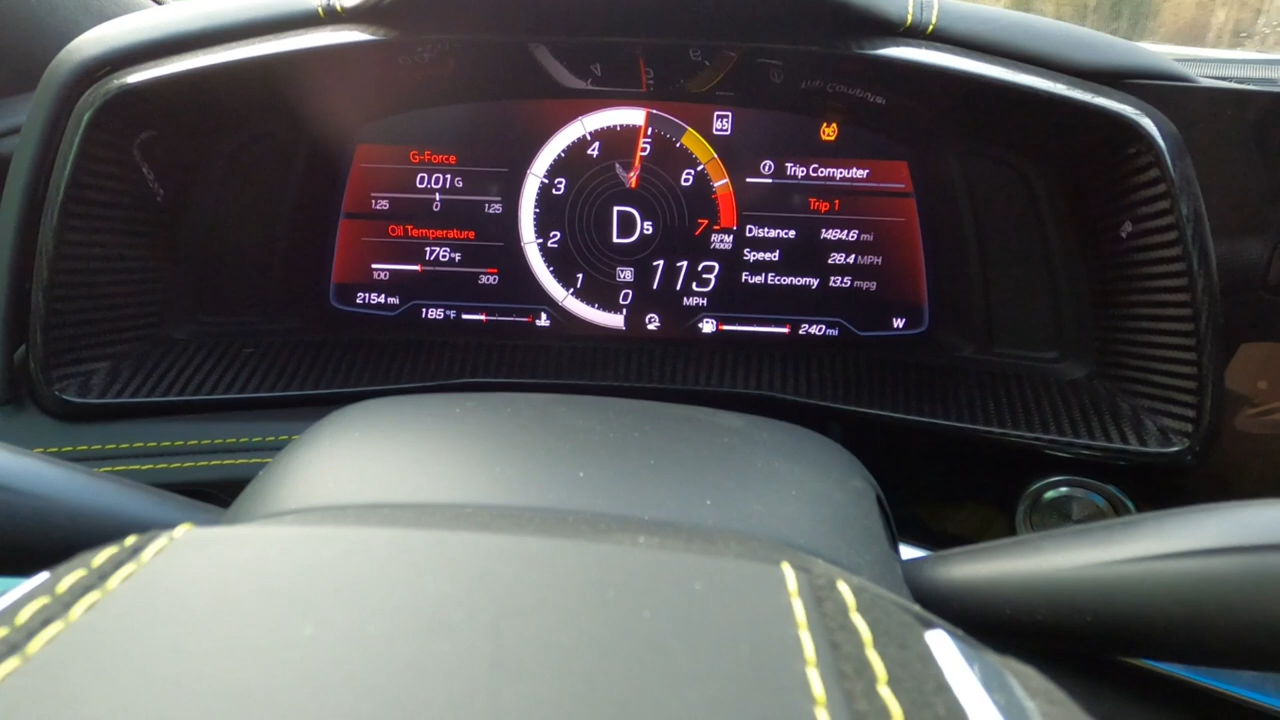 65
G-Force
0.01 G
1.25 0 1.25
Oil Temperature
176 °F
100 300
2154 mi
185 °F
0
1
2
3
4
5
6
7
RPM
/1000
D5
V8
113
MPH
Trip Computer
Trip 1
Distance 1484.6 mi
Speed 28.4 MPH
Fuel Economy 13.5 mpg
240 mi
W